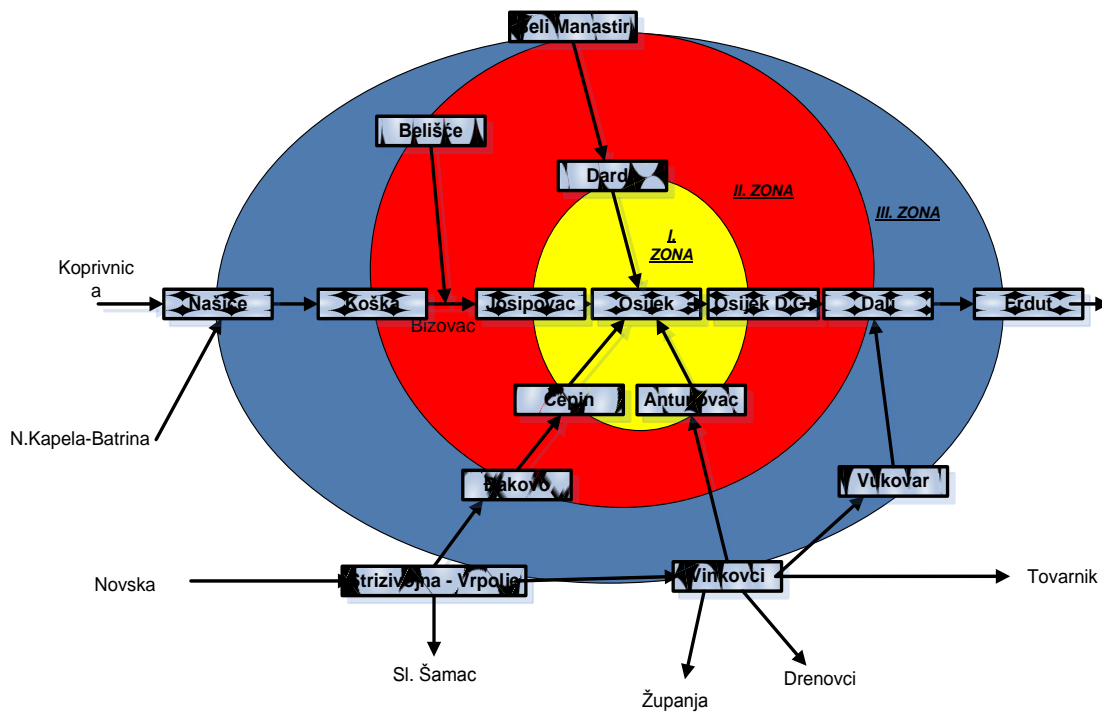 Beli Manastir
Belišće
Dard
II. ZONA
III. ZONA
I.
ZONA
Koprivnic
a
Našice
Koška
Josipovac
Osijek
Osijek D.G
Dalj
Erdut
Bizovac
Čepin
Antunovac
N.Kapela-Batrina
Đakovo
Vukovar
Novska
Strizivojna - Vrpolje
Vinkovci
Tovarnik
Sl. Šamac
Drenovci
Županja